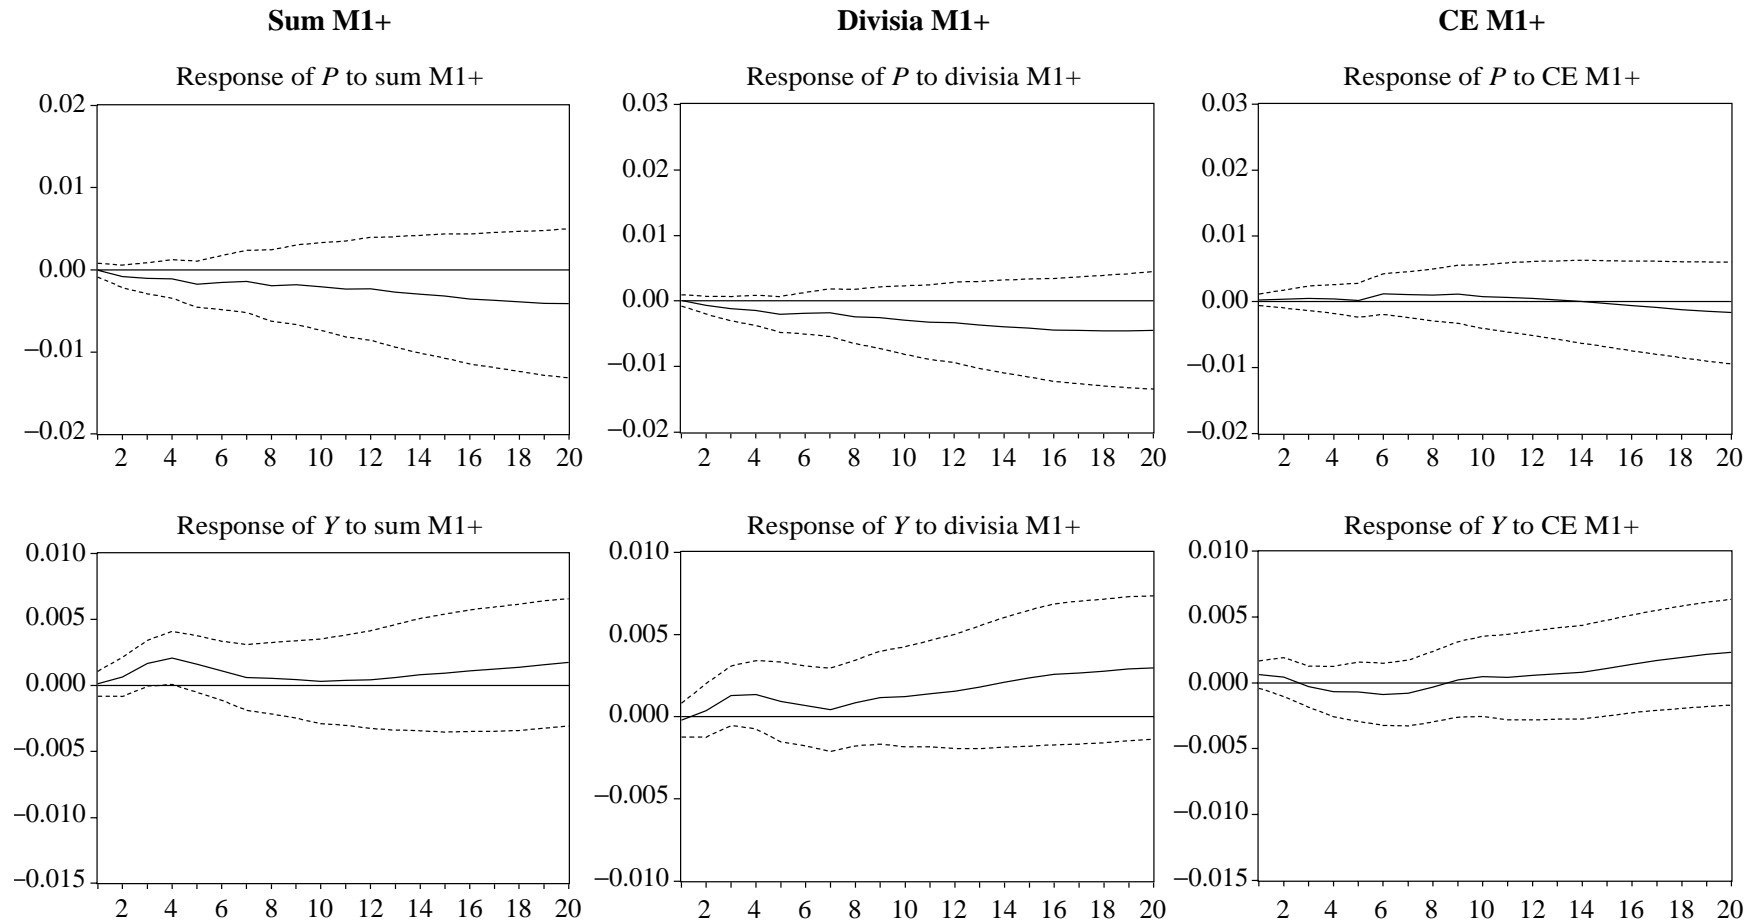 Sum M1+ Divisia M1+ CE M1+
Response of P to sum M1+ Response of P to divisia M1+ Response of P to CE M1+
0.02 0.03 0.03
0.02 0.02
0.01
0.01 0.01
0.00
0.00 0.00
–0.01
–0.01 –0.01
–0.02 –0.02 –0.02
2 4 6 8 10 12 14 16 18 20 2 4 6 8 10 12 14 16 18 20 2 4 6 8 10 12 14 16 18 20
Response of Y to sum M1+ Response of Y to divisia M1+ Response of Y to CE M1+
0.010 0.010 0.010
0.005 0.005 0.005
0.000 0.000 0.000
–0.005 –0.005 –0.005
–0.010 –0.010
–0.015 –0.010 –0.015
2 4 6 8 10 12 14 16 18 20 2 4 6 8 10 12 14 16 18 20 2 4 6 8 10 12 14 16 18 20